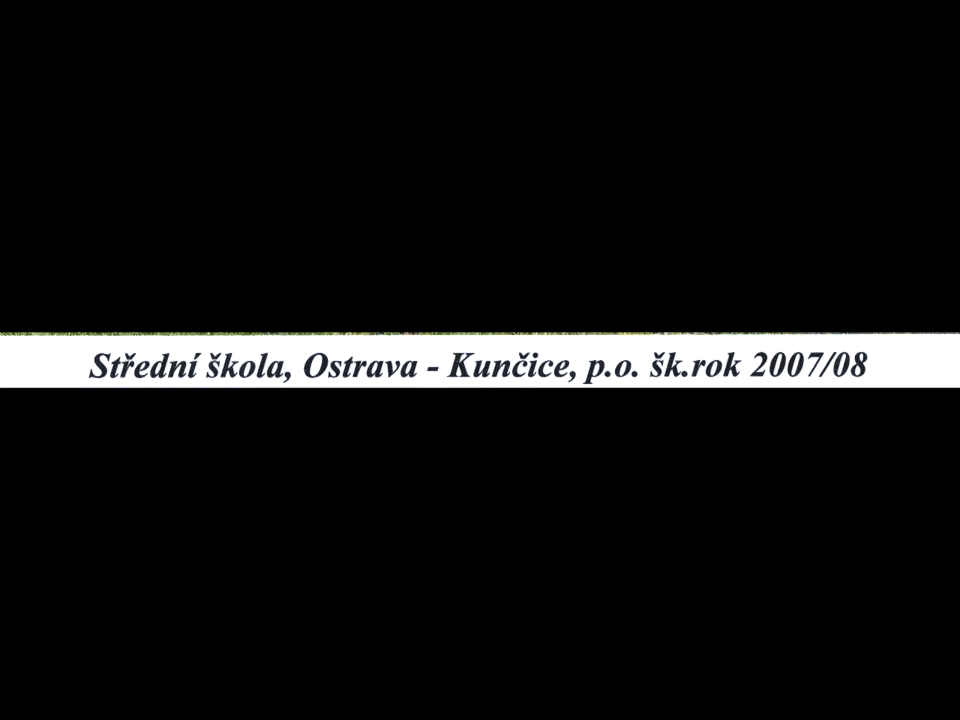 Střední škola, Ostrava - Kunčice, p.o. šk.rok 2007/08